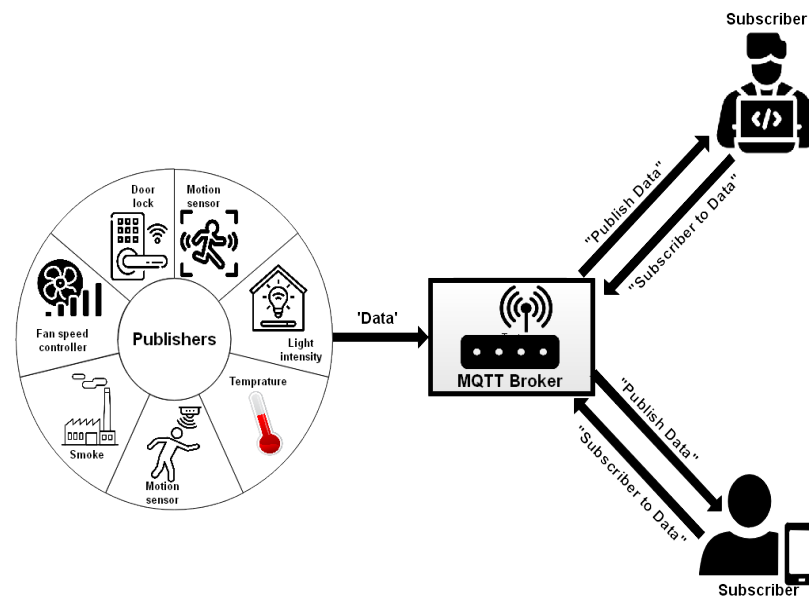 Subscriber
"Publish Data"
"Subscriber to Data"
Door
lock
Motion
sensor
Fan speed
controller
Publishers
Light
intensity
'Data'
MQTT Broker
Temprature
Smoke
Motion
sensor
"Publish Data"
"Subscriber to Data"
Subscriber